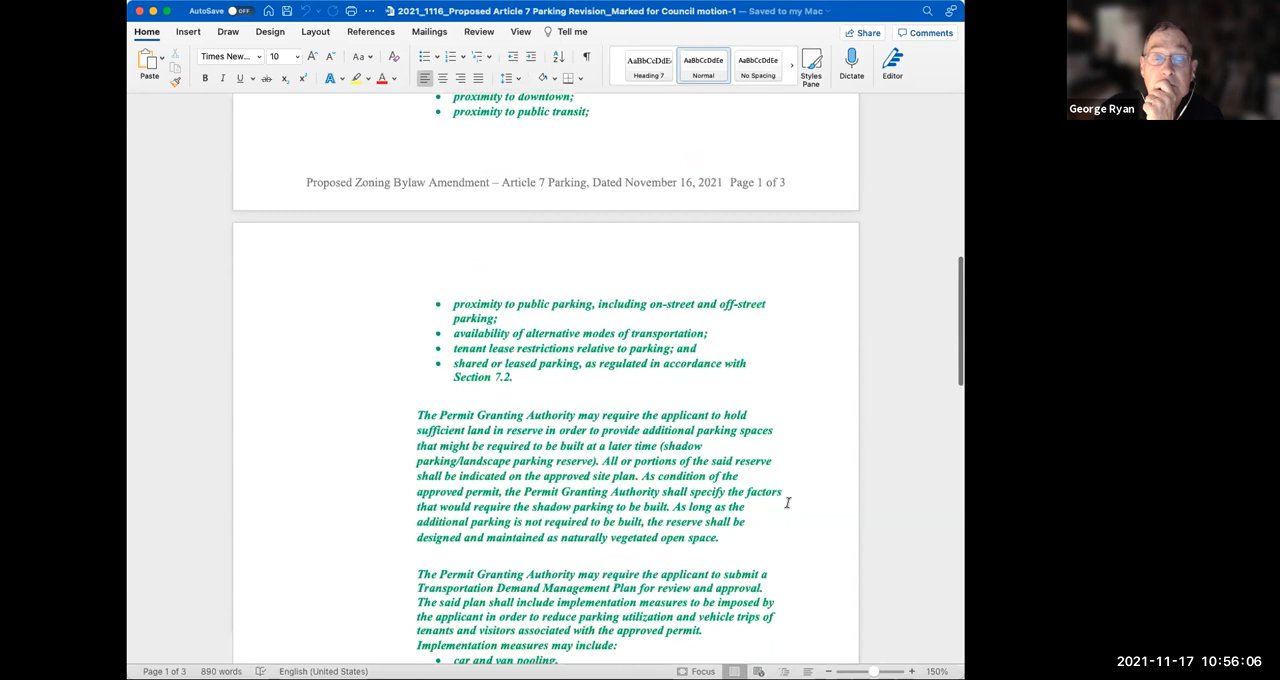 AutoSave OFF 2021_1116_Proposed Article 7 Parking Revision_Marked for Council motion-1 — Saved to my Mac
Home Insert Draw Design Layout References Mailings Review View Tell me Share Comments
Paste Times New... 10 Aa AaBbCcDdEe Heading 7 AaBbCcDdEe Normal AaBbCcDdEe No Spacing Styles Pane Dictate Editor
B I U ab x₂ x² A A
George Ryan
• proximity to downtown;
• proximity to public transit;
Proposed Zoning Bylaw Amendment – Article 7 Parking, Dated November 16, 2021 Page 1 of 3
• proximity to public parking, including on-street and off-street
parking;
• availability of alternative modes of transportation;
• tenant lease restrictions relative to parking; and
• shared or leased parking, as regulated in accordance with
Section 7.2.
The Permit Granting Authority may require the applicant to hold
sufficient land in reserve in order to provide additional parking spaces
that might be required to be built at a later time (shadow
parking/landscape parking reserve). All or portions of the said reserve
shall be indicated on the approved site plan. As condition of the
approved permit, the Permit Granting Authority shall specify the factors
that would require the shadow parking to be built. As long as the
additional parking is not required to be built, the reserve shall be
designed and maintained as naturally vegetated open space.
The Permit Granting Authority may require the applicant to submit a
Transportation Demand Management Plan for review and approval.
The said plan shall include implementation measures to be imposed by
the applicant in order to reduce parking utilization and vehicle trips of
tenants and visitors associated with the approved permit.
Implementation measures may include:
• car and van pooling,
Page 1 of 3 890 words English (United States) Focus 150%
2021-11-17 10:56:06